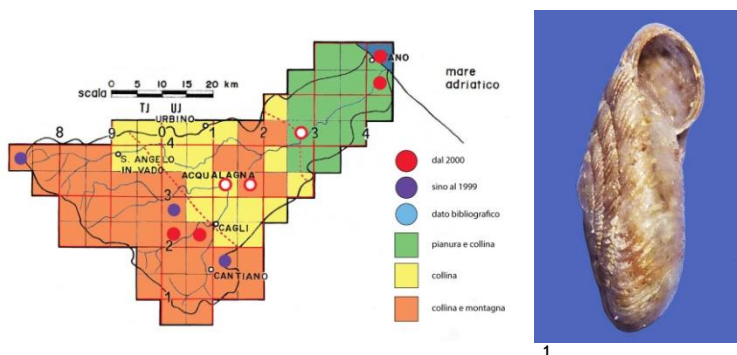 ANO
mare
adriatico
scala 0 5 10 15 20 km
TJ UJ
URBINO
8 9 0 1 2 3 4
4
S. ANGELO
IN VADO
ACQUALAGNA
3
CAGLI
2
CANTIANO
1
dal 2000
sino al 1999
dato bibliografico
pianura e collina
collina
collina e montagna
1